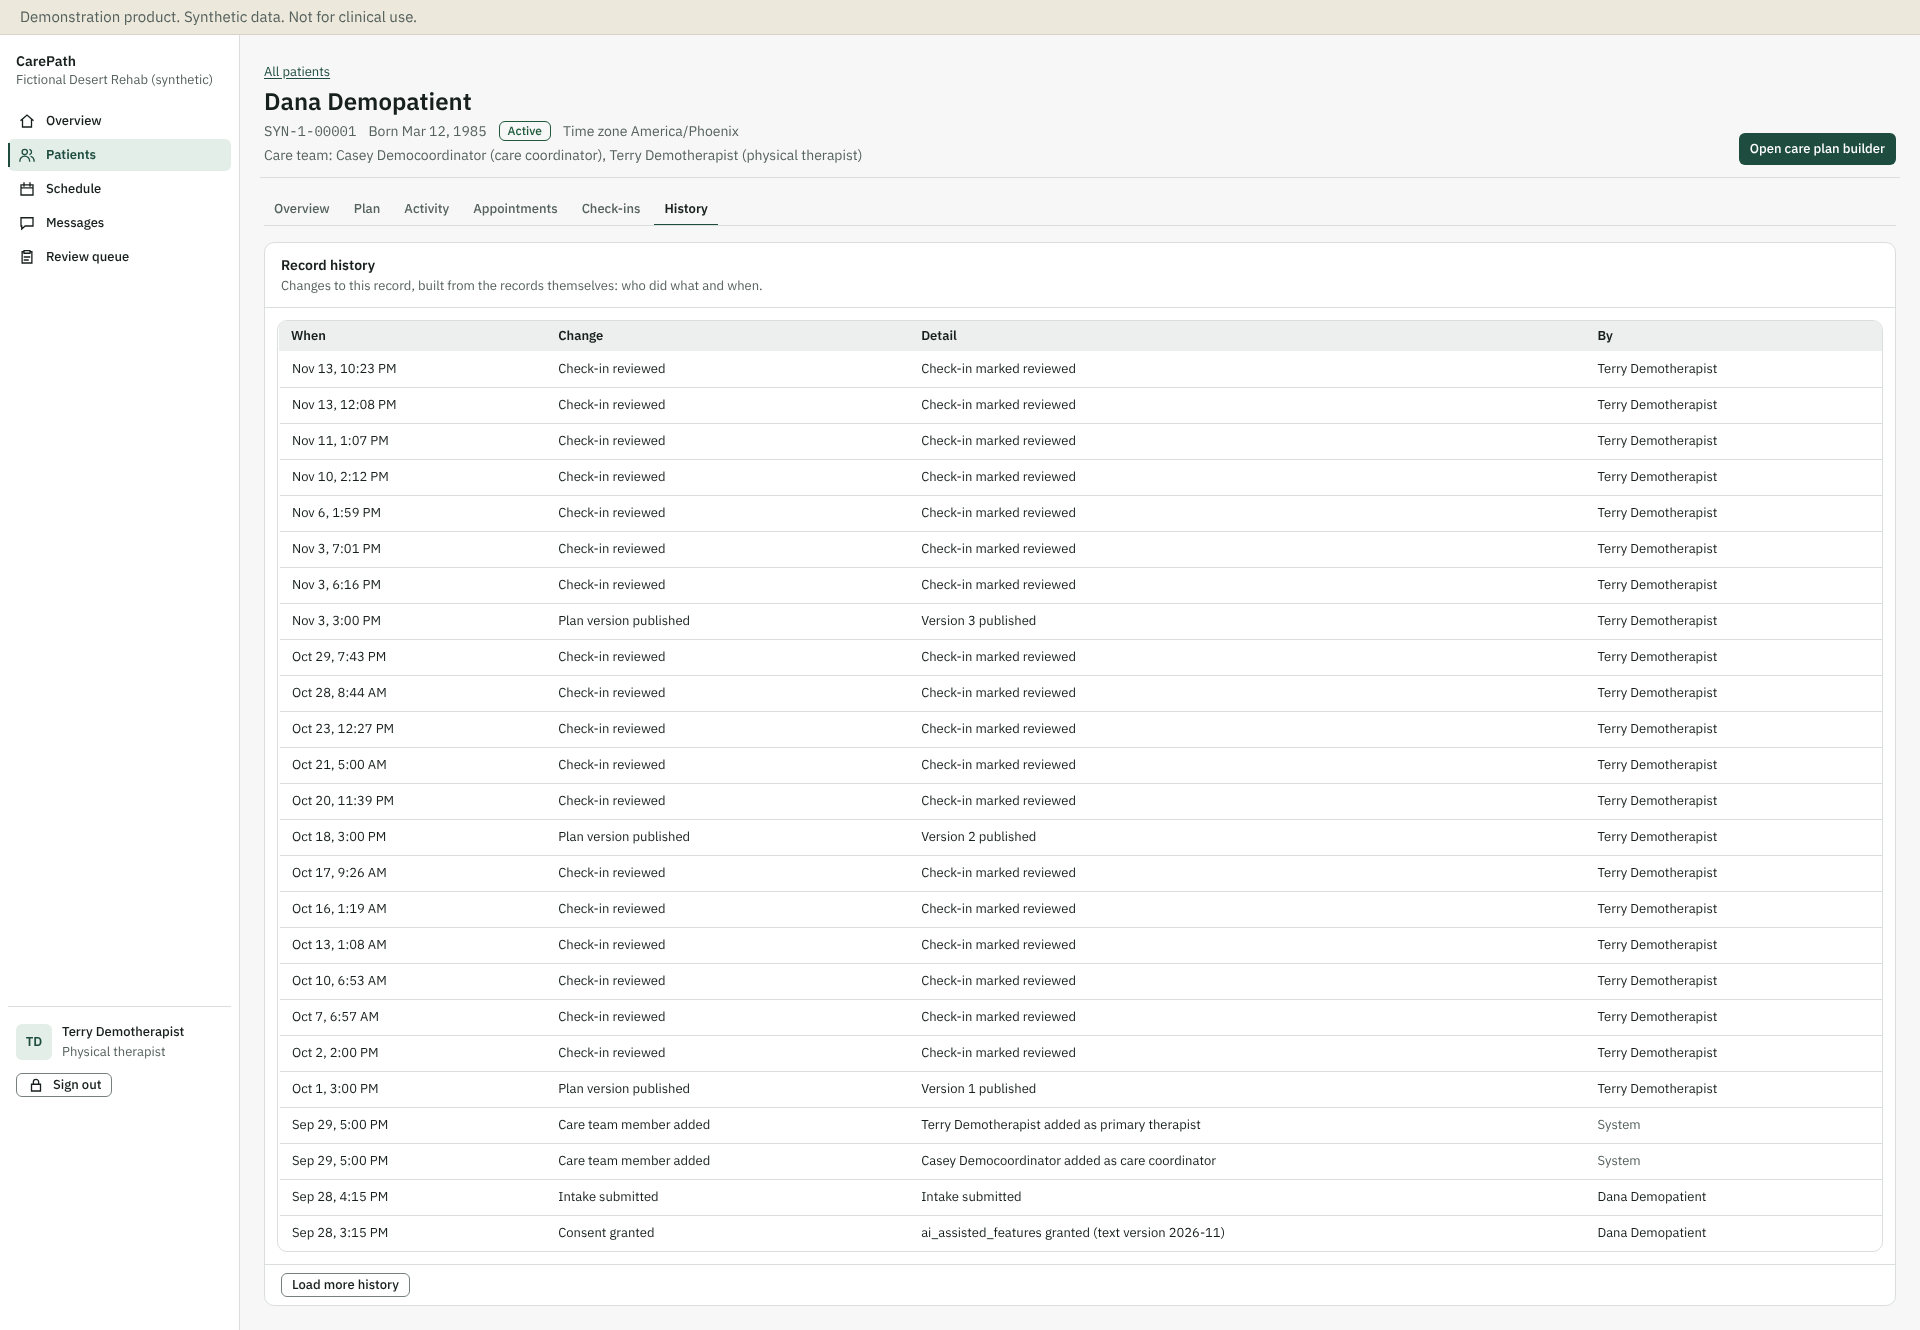 Demonstration product. Synthetic data. Not for clinical use.
CarePath
Fictional Desert Rehab (synthetic)
Overview
Patients
Schedule
Messages
Review queue
TD
Terry Demotherapist
Physical therapist
Sign out
All patients
Dana Demopatient
SYN-1-00001 Born Mar 12, 1985 Active Time zone America/Phoenix
Care team: Casey Democoordinator (care coordinator), Terry Demotherapist (physical therapist)
Open care plan builder
Overview Plan Activity Appointments Check-ins History
Record history
Changes to this record, built from the records themselves: who did what and when.
When Change Detail By
Nov 13, 10:23 PM Check-in reviewed Check-in marked reviewed Terry Demotherapist
Nov 13, 12:08 PM Check-in reviewed Check-in marked reviewed Terry Demotherapist
Nov 11, 1:07 PM Check-in reviewed Check-in marked reviewed Terry Demotherapist
Nov 10, 2:12 PM Check-in reviewed Check-in marked reviewed Terry Demotherapist
Nov 6, 1:59 PM Check-in reviewed Check-in marked reviewed Terry Demotherapist
Nov 3, 7:01 PM Check-in reviewed Check-in marked reviewed Terry Demotherapist
Nov 3, 6:16 PM Check-in reviewed Check-in marked reviewed Terry Demotherapist
Nov 3, 3:00 PM Plan version published Version 3 published Terry Demotherapist
Oct 29, 7:43 PM Check-in reviewed Check-in marked reviewed Terry Demotherapist
Oct 28, 8:44 AM Check-in reviewed Check-in marked reviewed Terry Demotherapist
Oct 23, 12:27 PM Check-in reviewed Check-in marked reviewed Terry Demotherapist
Oct 21, 5:00 AM Check-in reviewed Check-in marked reviewed Terry Demotherapist
Oct 20, 11:39 PM Check-in reviewed Check-in marked reviewed Terry Demotherapist
Oct 18, 3:00 PM Plan version published Version 2 published Terry Demotherapist
Oct 17, 9:26 AM Check-in reviewed Check-in marked reviewed Terry Demotherapist
Oct 16, 1:19 AM Check-in reviewed Check-in marked reviewed Terry Demotherapist
Oct 13, 1:08 AM Check-in reviewed Check-in marked reviewed Terry Demotherapist
Oct 10, 6:53 AM Check-in reviewed Check-in marked reviewed Terry Demotherapist
Oct 7, 6:57 AM Check-in reviewed Check-in marked reviewed Terry Demotherapist
Oct 2, 2:00 PM Check-in reviewed Check-in marked reviewed Terry Demotherapist
Oct 1, 3:00 PM Plan version published Version 1 published Terry Demotherapist
Sep 29, 5:00 PM Care team member added Terry Demotherapist added as primary therapist System
Sep 29, 5:00 PM Care team member added Casey Democoordinator added as care coordinator System
Sep 28, 4:15 PM Intake submitted Intake submitted Dana Demopatient
Sep 28, 3:15 PM Consent granted ai_assisted_features granted (text version 2026-11) Dana Demopatient
Load more history